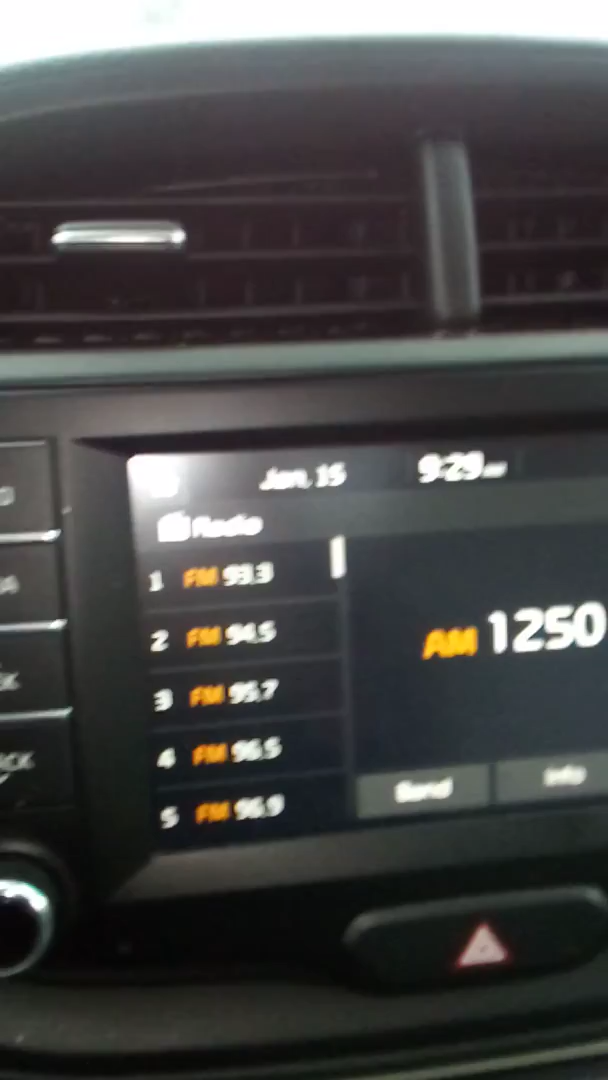 Jan. 15 9:29
Radio
1 FM 93.3
2 FM 94.5
3 FM 95.7
4 FM 96.5
5 FM 96.9
AM 1250
Band Info